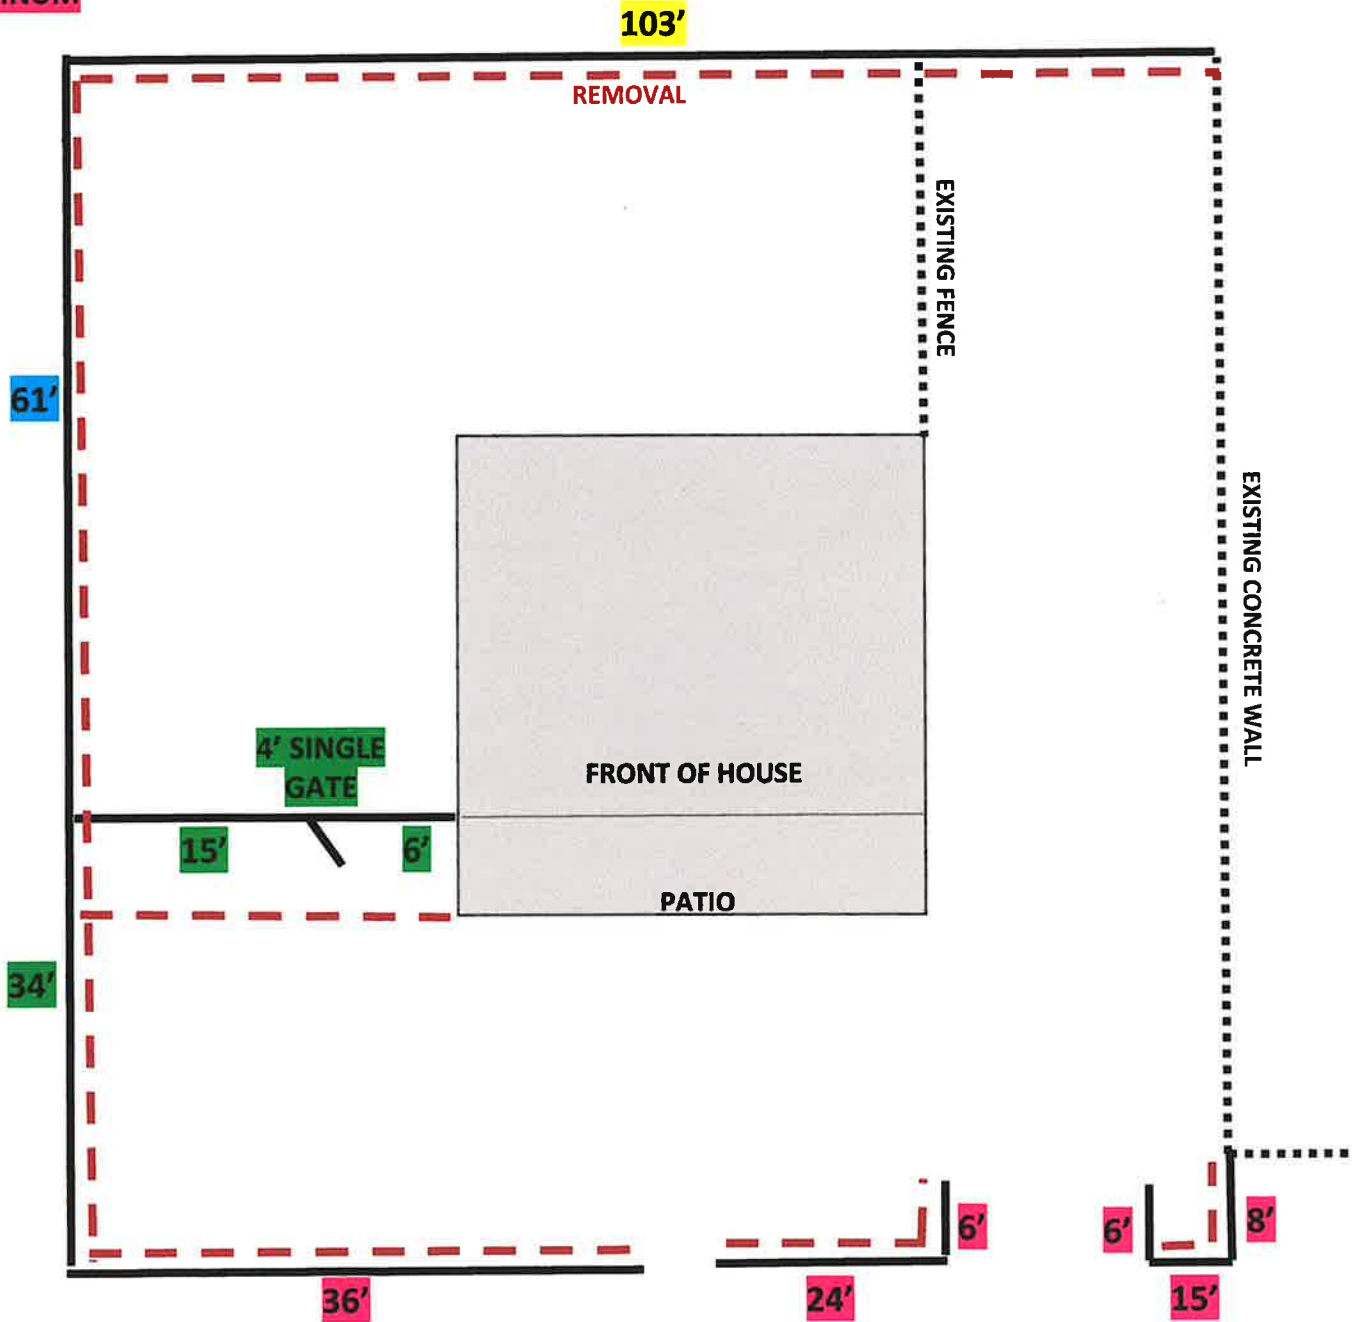 103’
REMOVAL
EXISTING FENCE
61’
EXISTING CONCRETE WALL
4’ SINGLE
GATE
FRONT OF HOUSE
15’
6’
PATIO
34’
6’
6’
8’
36’
24’
15’